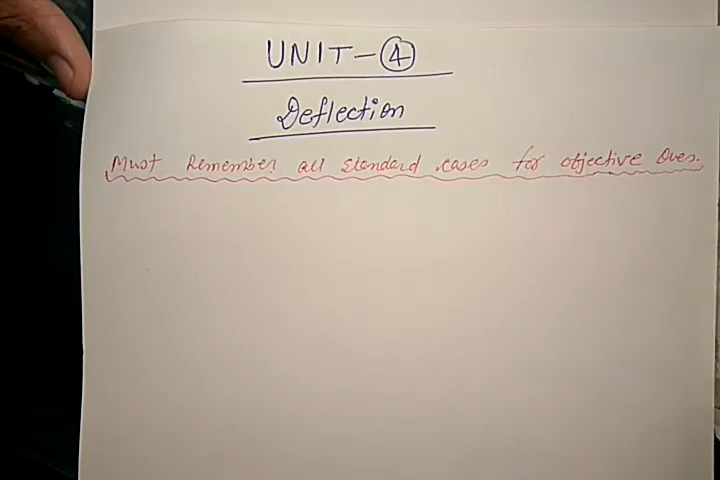 UNIT-4
Deflection
Must Remember all standard cases for objective Ques.